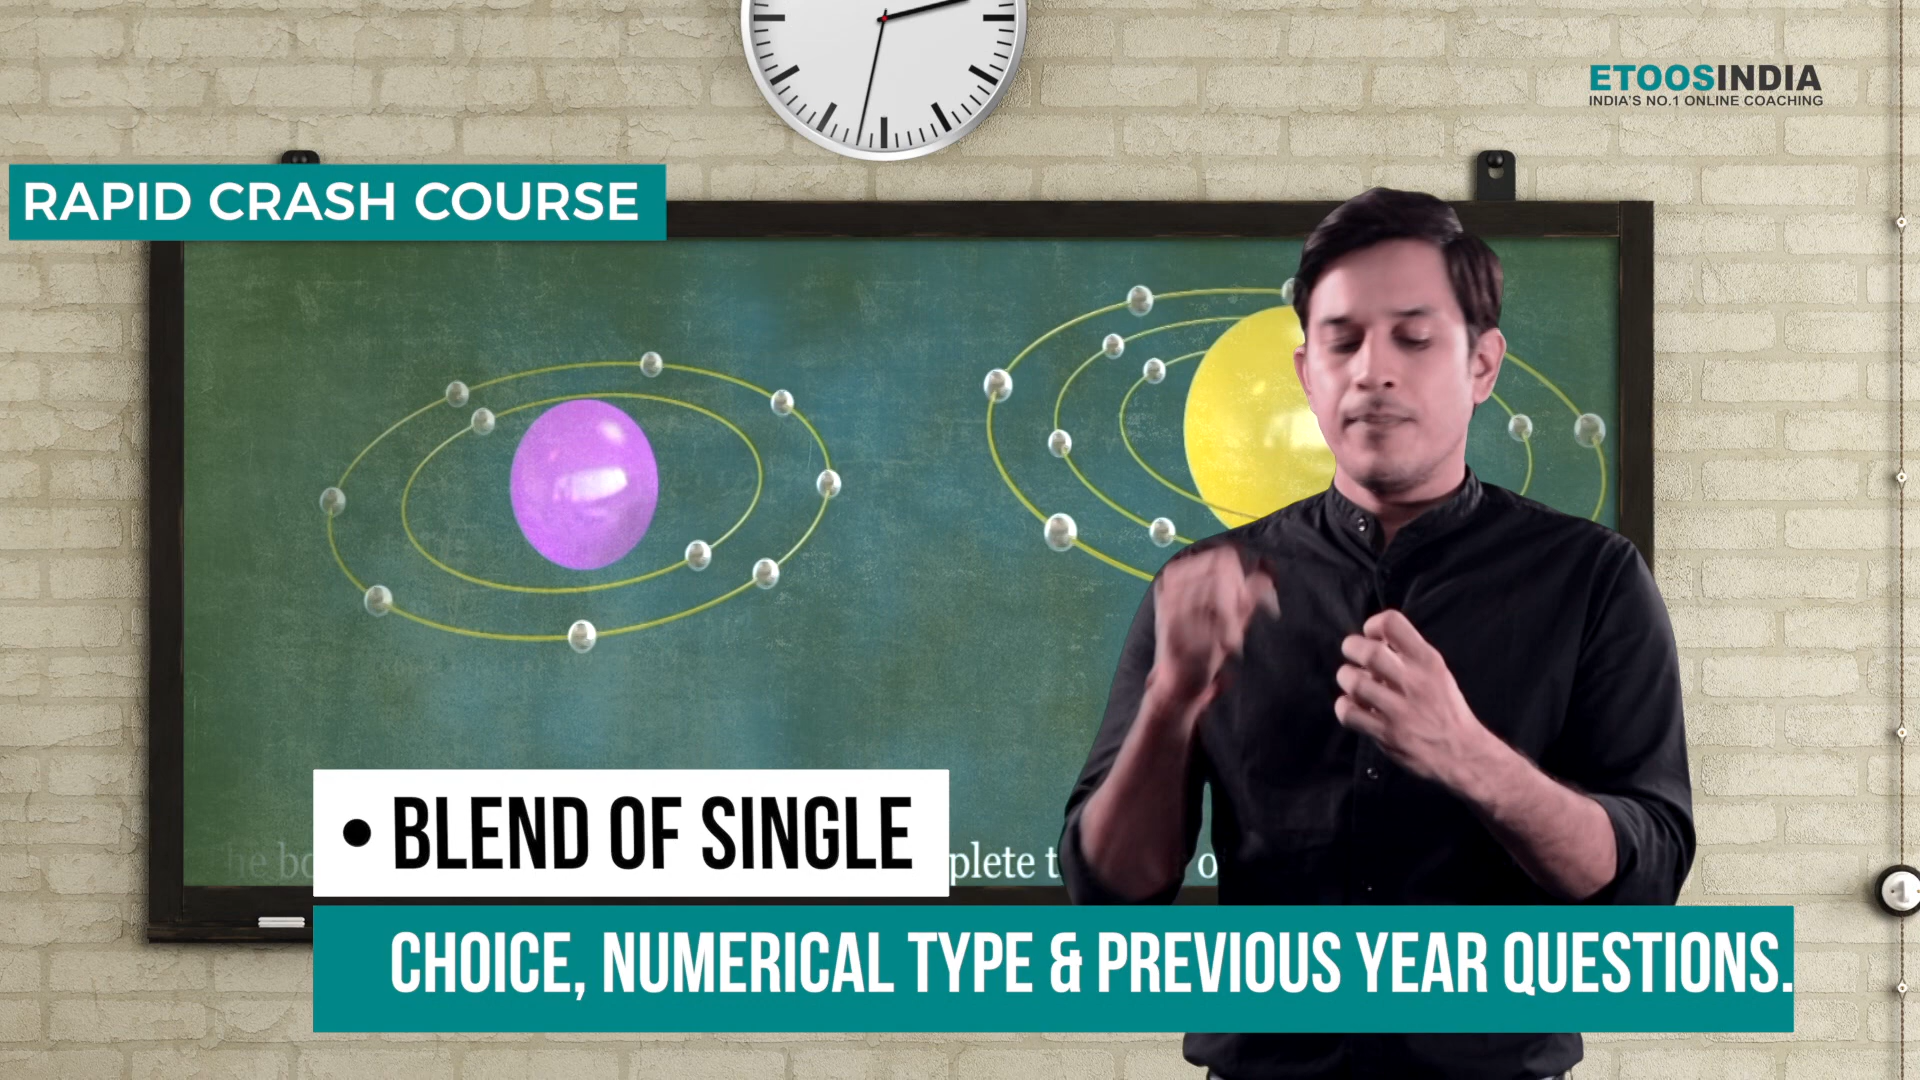 ETOOSINDIA
INDIA'S NO.1 ONLINE COACHING
RAPID CRASH COURSE
• BLEND OF SINGLE
CHOICE, NUMERICAL TYPE & PREVIOUS YEAR QUESTIONS.